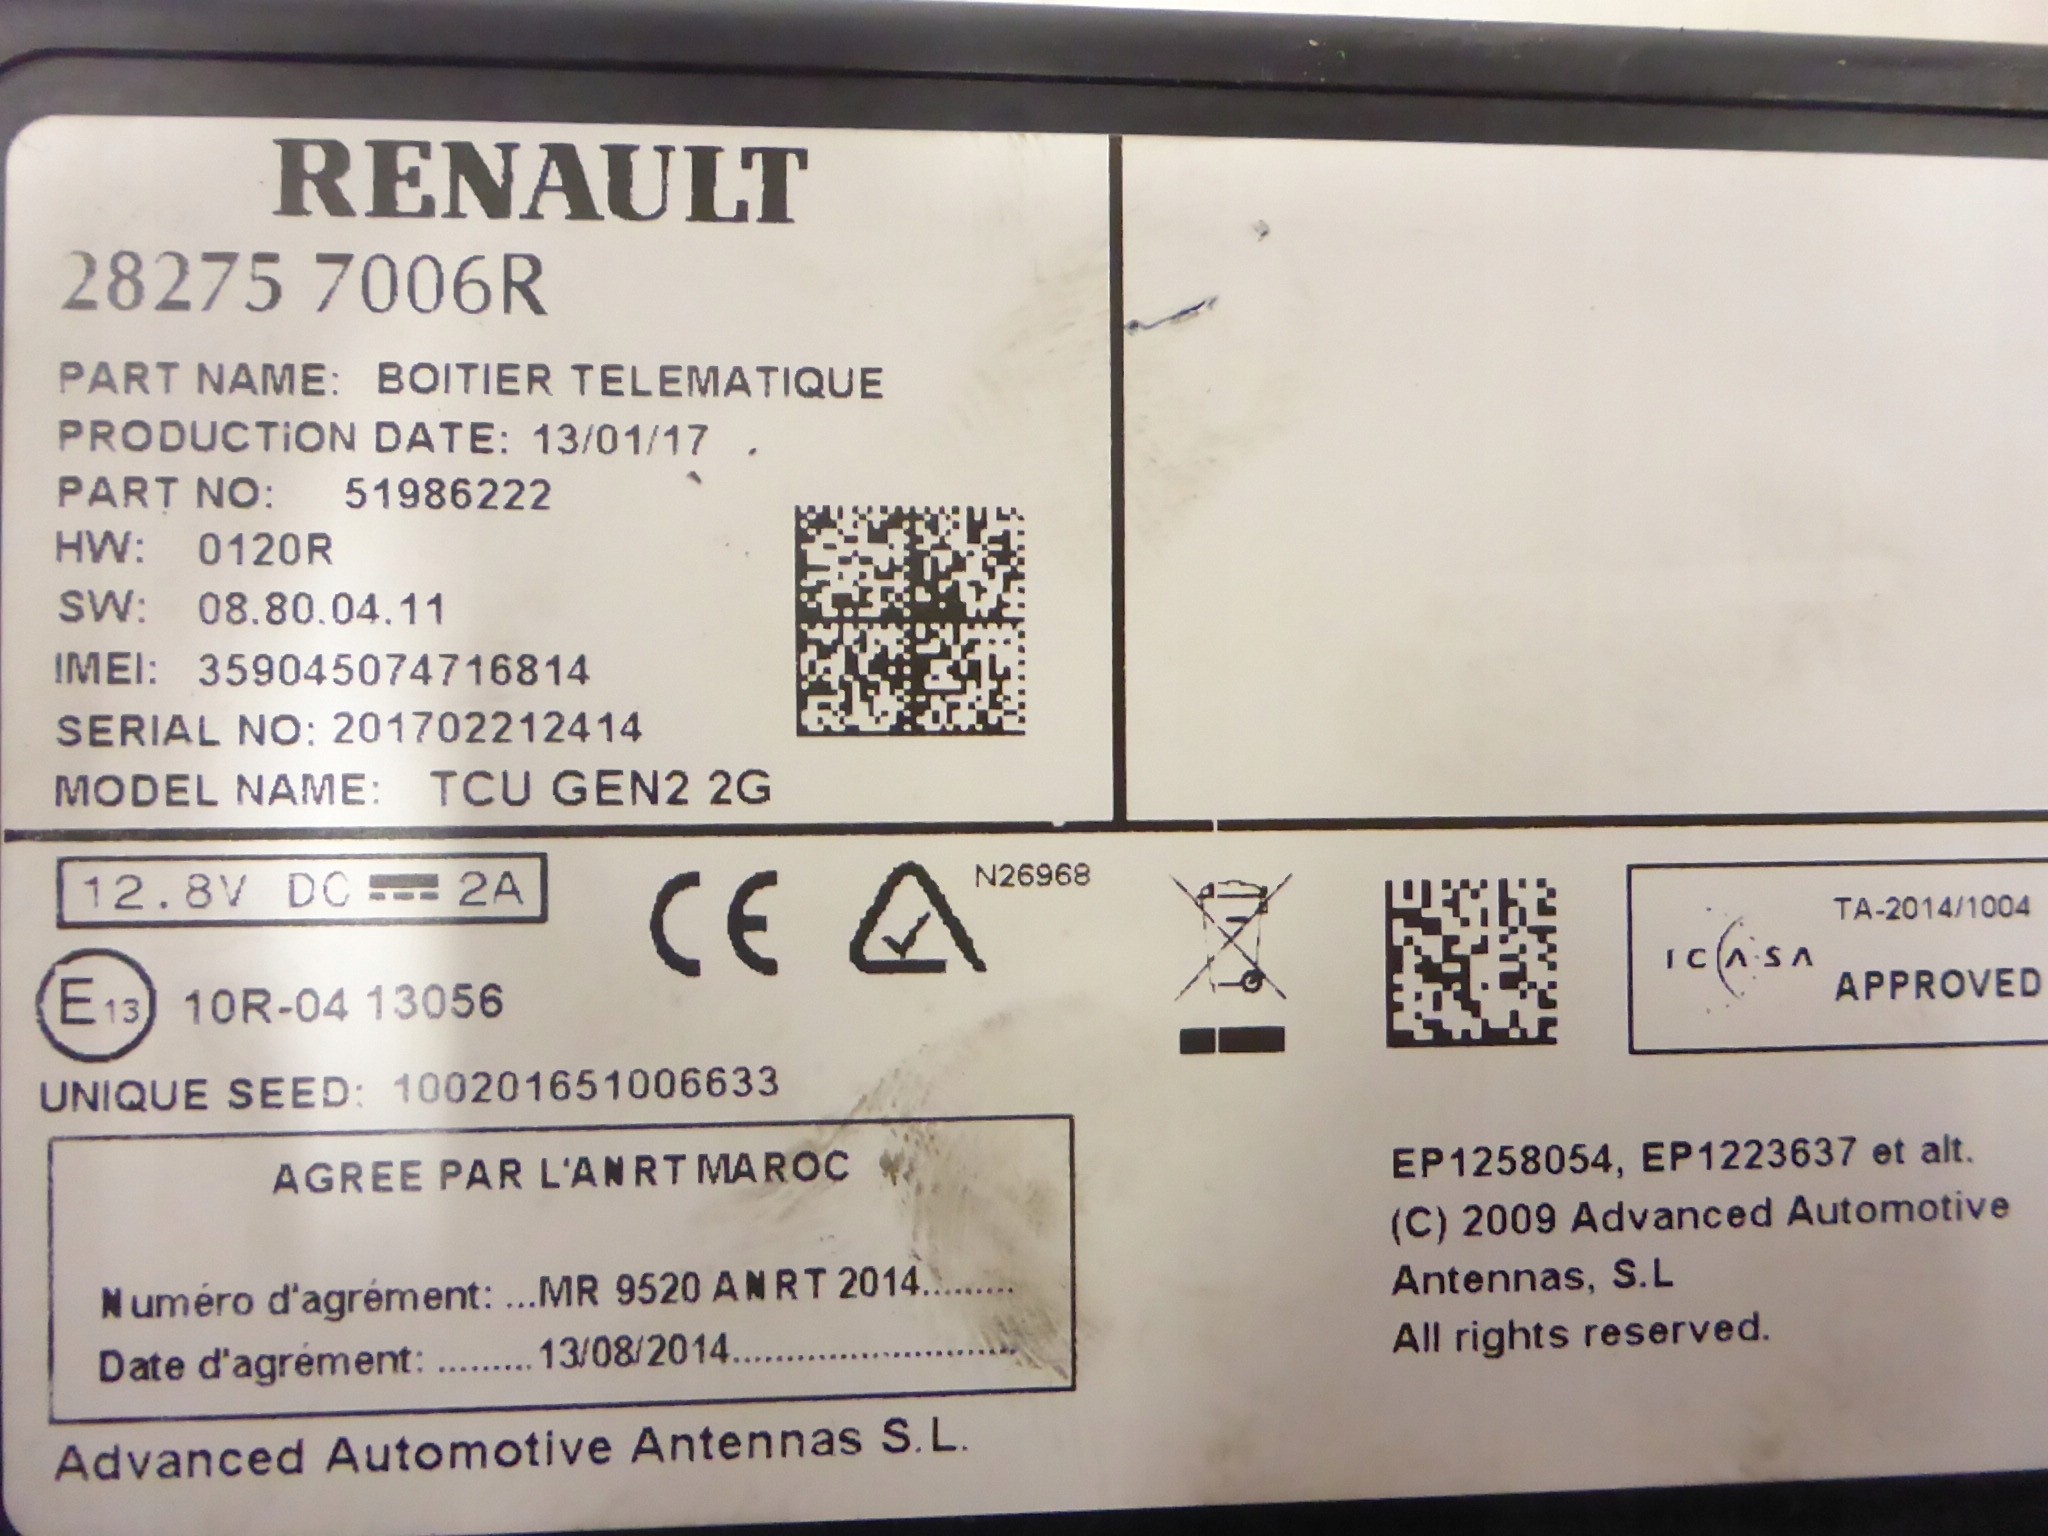 RENAULT
28275 7006R
PART NAME: BOITIER TELEMATIQUE
PRODUCTiON DATE: 13/01/17
PART NO: 51986222
HW: 0120R
SW: 08.80.04.11
IMEI: 359045074716814
SERIAL NO: 201702212414
MODEL NAME: TCU GEN2 2G
12.8V DC 2A
CE
N26968
E13 10R-04 13056
UNIQUE SEED: 100201651006633
ICASA
TA-2014/1004
APPROVED
AGREE PAR L'ANRT MAROC
Numéro d'agrément: ...MR 9520 ANRT 2014.........
Date d'agrément: .........13/08/2014..............................
Advanced Automotive Antennas S.L.
EP1258054, EP1223637 et alt.
(C) 2009 Advanced Automotive
Antennas, S.L
All rights reserved.